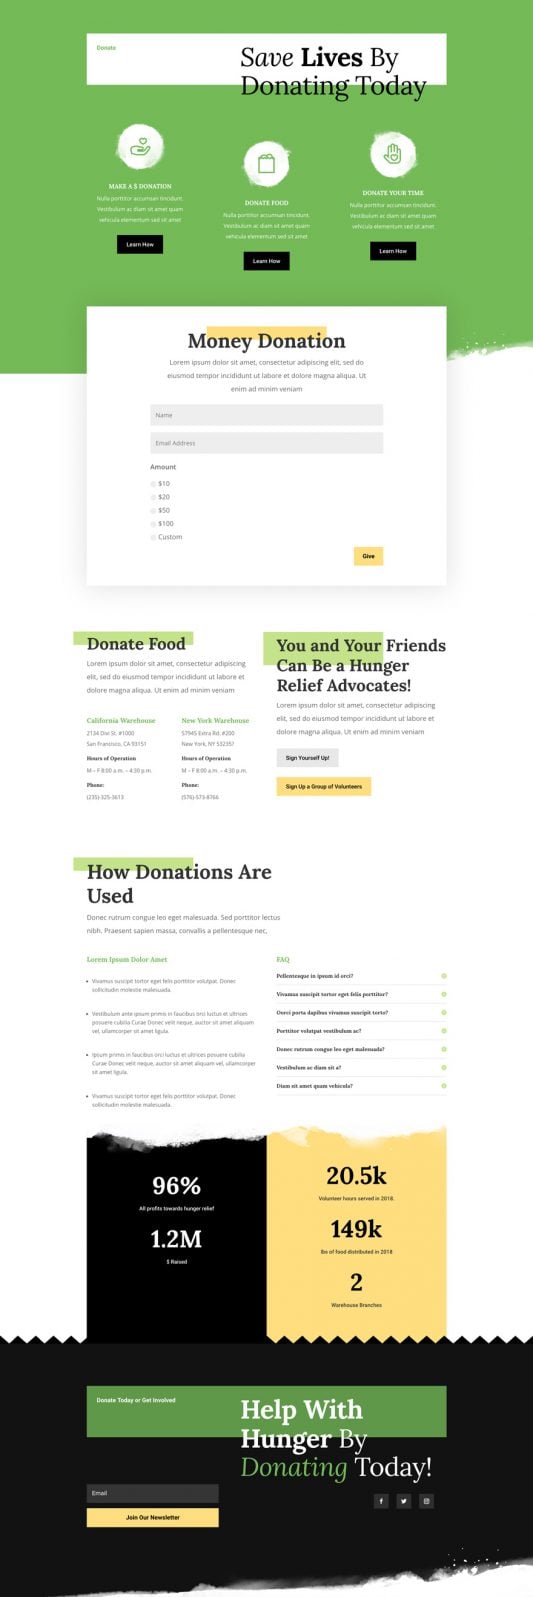 Donate
Save Lives By
Donating Today
MAKE A $ DONATION
Nulla porttitor accumsan tincidunt.
Vestibulum ac diam sit amet quam
vehicula elementum sed sit amet
Learn How
DONATE FOOD
Nulla porttitor accumsan tincidunt.
Vestibulum ac diam sit amet quam
vehicula elementum sed sit amet
Learn How
DONATE YOUR TIME
Nulla porttitor accumsan tincidunt.
Vestibulum ac diam sit amet quam
vehicula elementum sed sit amet
Learn How
Money Donation
Lorem ipsum dolor sit amet, consectetur adipiscing elit; sed do
eiusmod tempor incididunt ut labore et dolore magna aliqua. Ut
enim ad minim veniam
Name
Email Address
Amount
$10
$20
$50
$100
Custom
Give
Donate Food
Lorem ipsum dolor sit amet, consectetur adipiscing
elit, sed do eiusmod tempor incididunt ut labore et
dolore magna aliqua. Ut enim ad minim veniam
California Warehouse
2134 Divi St. #1000
San Francisco, CA 93151
Hours of Operation
M – F 8:00 a.m. – 4:30 p.m.
Phone:
(235)-325-3613
New York Warehouse
57945 Extra Rd. #200
New York, NY 532357
Hours of Operation
M – F 8:00 a.m. – 4:30 p.m.
Phone:
(576)-573-8766
You and Your Friends
Can Be a Hunger
Relief Advocates!
Lorem ipsum dolor sit amet, consectetur adipiscing
elit, sed do eiusmod tempor incididunt ut labore et
dolore magna aliqua. Ut enim ad minim veniam
Sign Yourself Up!
Sign Up a Group of Volunteers
How Donations Are
Used
Donec rutrum congue leo eget malesuada. Sed porttitor lectus
nibh. Praesent sapien massa, convallis a pellentesque nec,
Lorem Ipsum Dolor Amet
Vivamus suscipit tortor eget felis porttitor volutpat. Donec
sollicitudin molestie malesuada.
Vestibulum ante ipsum primis in faucibus orci luctus et ultrices
posuere cubilia Curae Donec velit neque, auctor sit amet aliquam
vel, ullamcorper sit amet ligula.
Ipsum primis in faucibus orci luctus et ultrices posuere cubilia
Curae Donec velit neque, auctor sit amet aliquam vel, ullamcorper
sit amet ligula.
Vivamus suscipit tortor eget felis porttitor volutpat. Donec
sollicitudin molestie malesuada.
FAQ
Pellentesque in ipsum id orci?
Vivamus suscipit tortor eget felis porttitor?
Ourci porta dapibus vivamus suscipit torto?
Porttitor volutpat vestibulum ac?
Donec rutrum congue leo eget malesuada?
Vestibulum ac diam sit a?
Diam sit amet quam vehicula?
96%
All profits towards hunger relief
1.2M
$ Raised
20.5k
Volunteer hours served in 2018.
149k
lbs of food distributed in 2018
2
Warehouse Branches
Donate Today or Get Involved
Help With
Hunger By
Donating Today!
Email
Join Our Newsletter